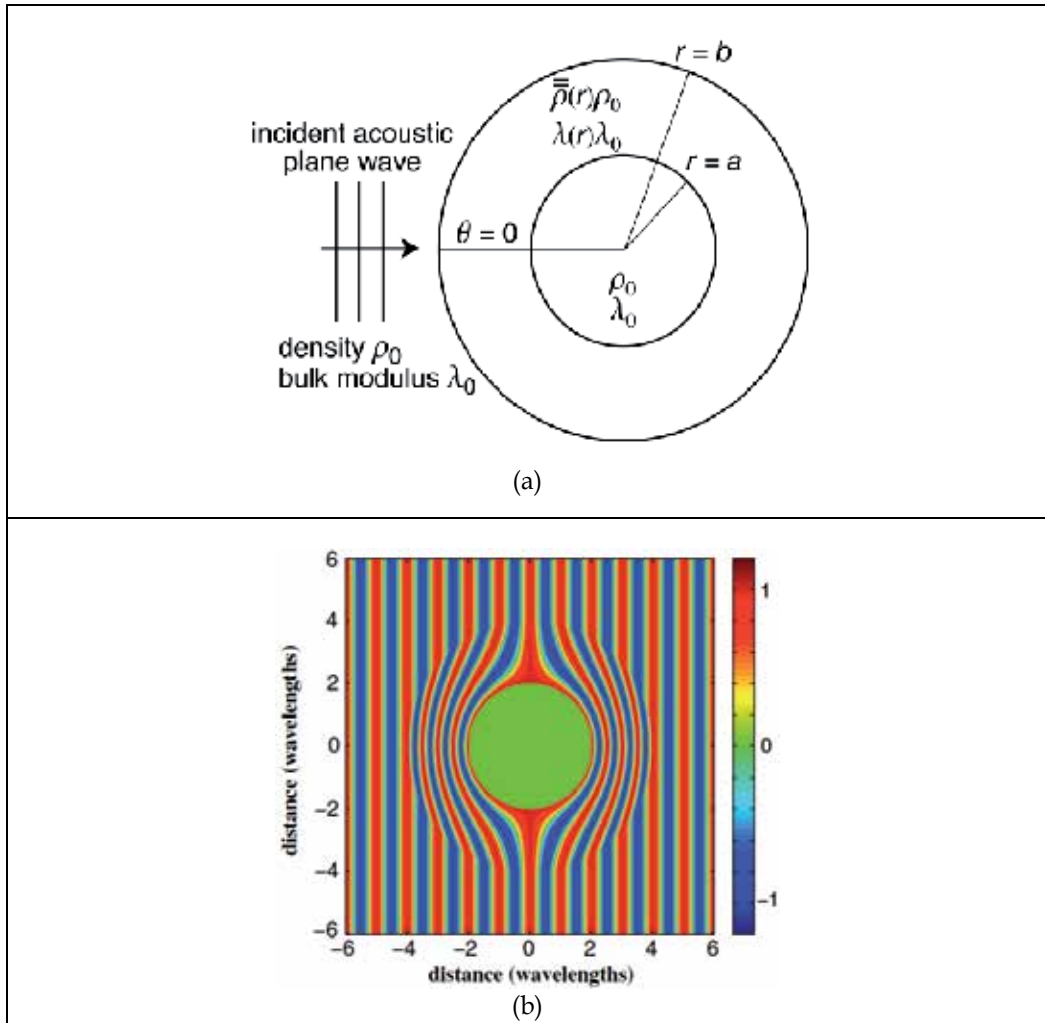 r = b
ρ̿(r)ρ₀
λ(r)λ₀
incident acoustic
plane wave
r = a
θ = 0
ρ₀
λ₀
density ρ₀
bulk modulus λ₀
(a)
6
4
2
0
−2
−4
−6
distance (wavelengths)
−6 −4 −2 0 2 4 6
distance (wavelengths)
1
0
−1
(b)